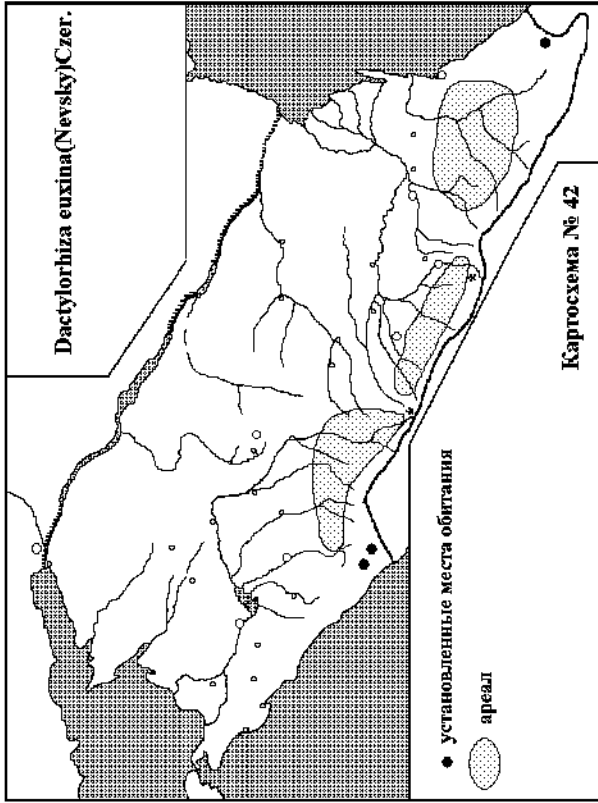 Dactylorhiza euxina(Nevsky)Czer.
установленные места обитания
ареал
Картосхема № 42